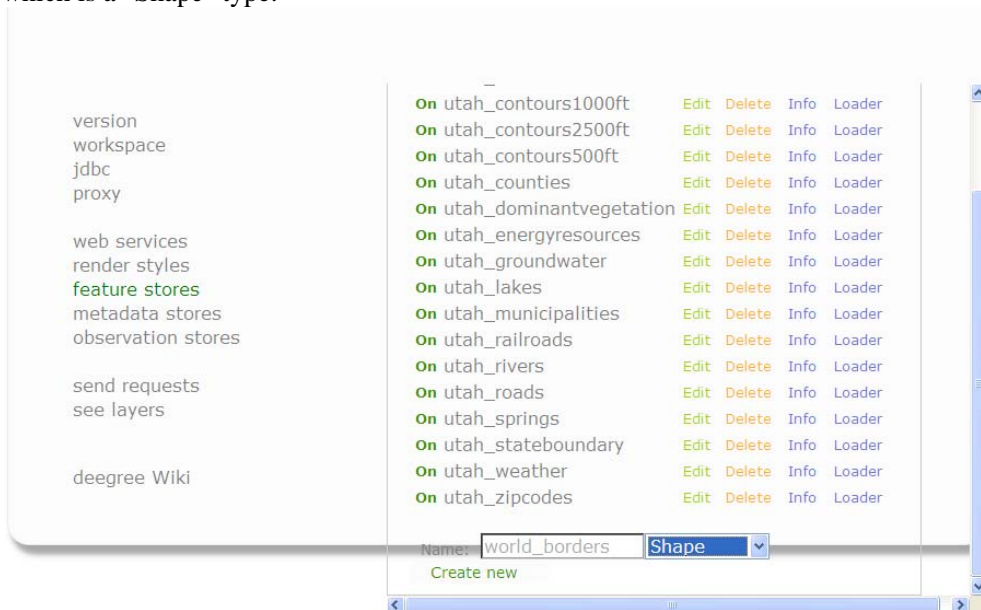 which is a "Shape" type.
version
workspace
jdbc
proxy
web services
render styles
feature stores
metadata stores
observation stores
send requests
see layers
deegree Wiki
On utah_contours1000ft Edit Delete Info Loader
On utah_contours2500ft Edit Delete Info Loader
On utah_contours500ft Edit Delete Info Loader
On utah_counties Edit Delete Info Loader
On utah_dominantvegetation Edit Delete Info Loader
On utah_energyresources Edit Delete Info Loader
On utah_groundwater Edit Delete Info Loader
On utah_lakes Edit Delete Info Loader
On utah_municipalities Edit Delete Info Loader
On utah_railroads Edit Delete Info Loader
On utah_rivers Edit Delete Info Loader
On utah_roads Edit Delete Info Loader
On utah_springs Edit Delete Info Loader
On utah_stateboundary Edit Delete Info Loader
On utah_weather Edit Delete Info Loader
On utah_zipcodes Edit Delete Info Loader
Name: world_borders Shape
Create new